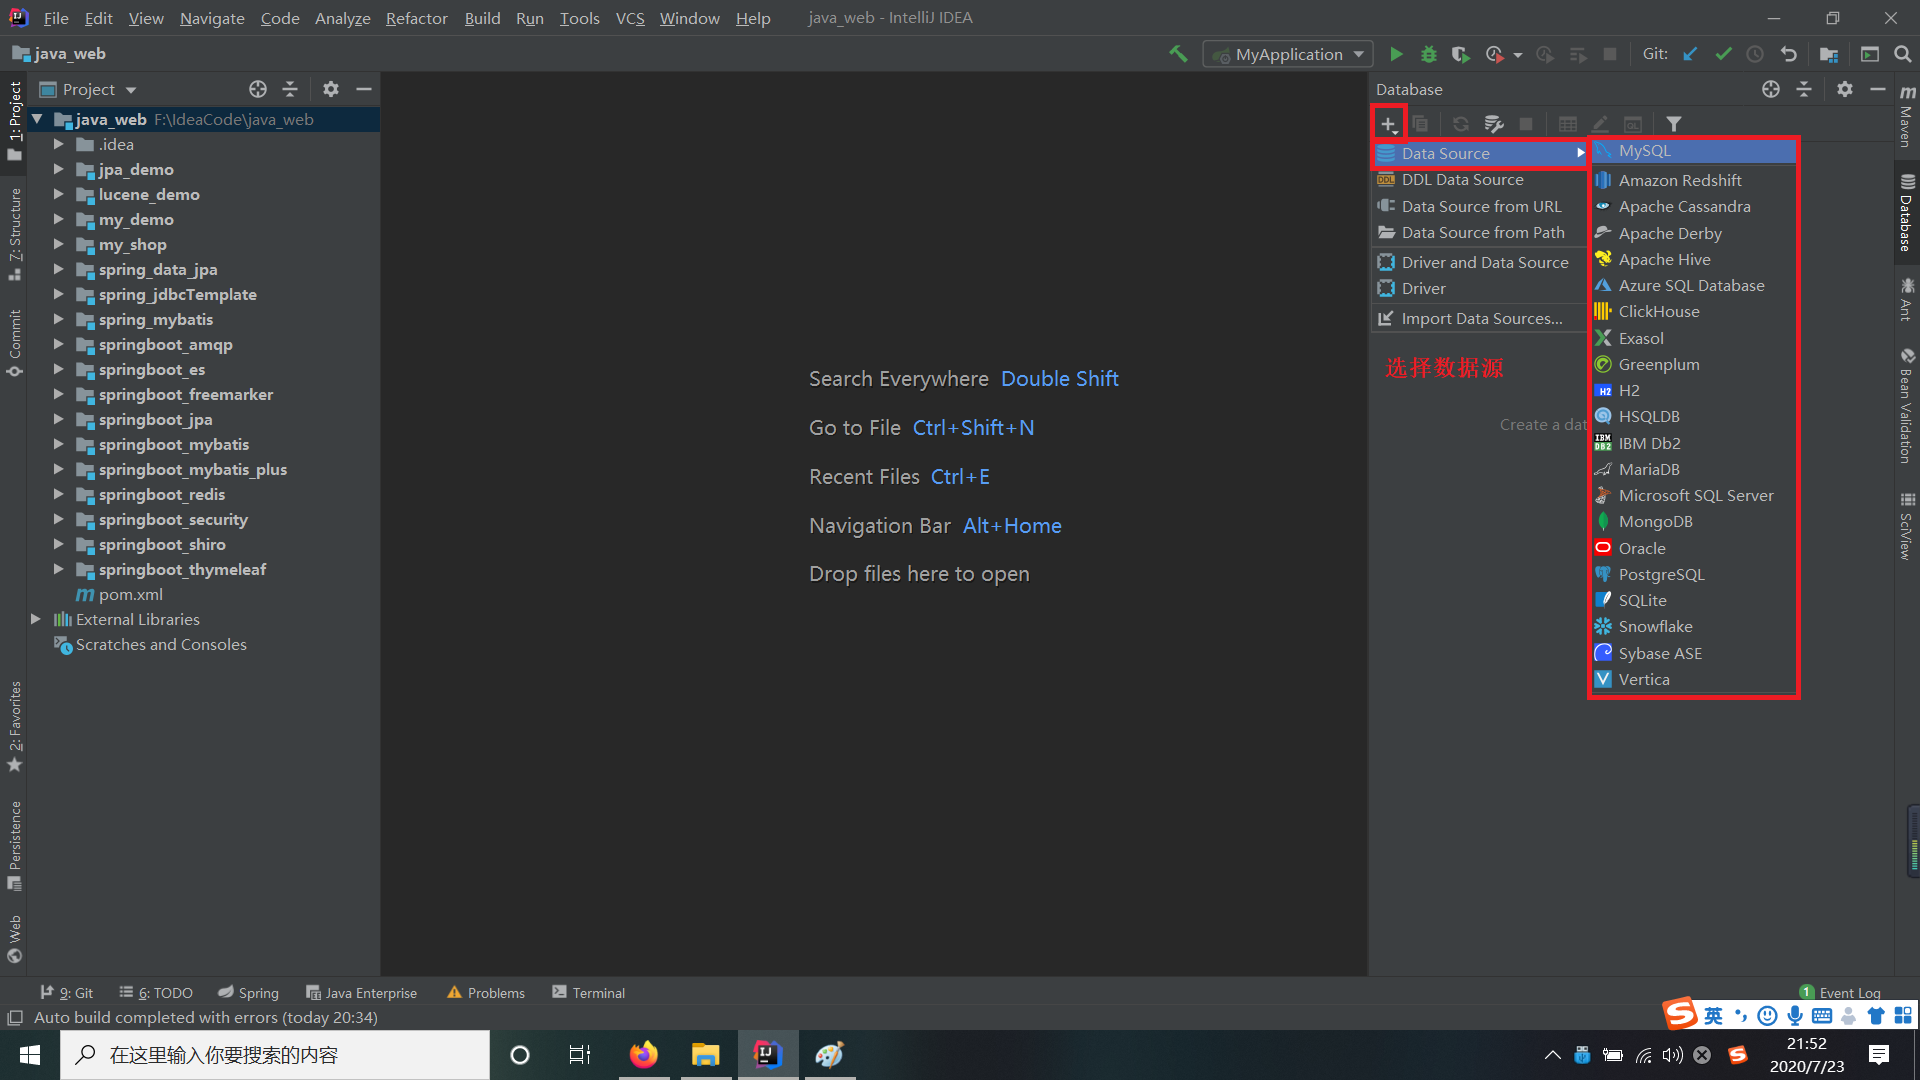 File Edit View Navigate Code Analyze Refactor Build Run Tools VCS Window Help java_web - IntelliJ IDEA
java_web
MyApplication
Git:
Project
Database
1: Project
7: Structure
Commit
2: Favorites
Persistence
Web
java_web F:\IdeaCode\java_web
.idea
jpa_demo
lucene_demo
my_demo
my_shop
spring_data_jpa
spring_jdbcTemplate
spring_mybatis
springboot_amqp
springboot_es
springboot_freemarker
springboot_jpa
springboot_mybatis
springboot_mybatis_plus
springboot_redis
springboot_security
springboot_shiro
springboot_thymeleaf
pom.xml
External Libraries
Scratches and Consoles
Search Everywhere Double Shift
Go to File Ctrl+Shift+N
Recent Files Ctrl+E
Navigation Bar Alt+Home
Drop files here to open
Data Source
DDL Data Source
Data Source from URL
Data Source from Path
Driver and Data Source
Driver
Import Data Sources...
选择数据源
Create a dat
MySQL
Amazon Redshift
Apache Cassandra
Apache Derby
Apache Hive
Azure SQL Database
ClickHouse
Exasol
Greenplum
H2
HSQLDB
IBM Db2
MariaDB
Microsoft SQL Server
MongoDB
Oracle
PostgreSQL
SQLite
Snowflake
Sybase ASE
Vertica
Maven
Database
Ant
Bean Validation
SciView
9: Git 6: TODO Spring Java Enterprise Problems Terminal
1 Event Log
Auto build completed with errors (today 20:34)
英
在这里输入你要搜索的内容
21:52
2020/7/23